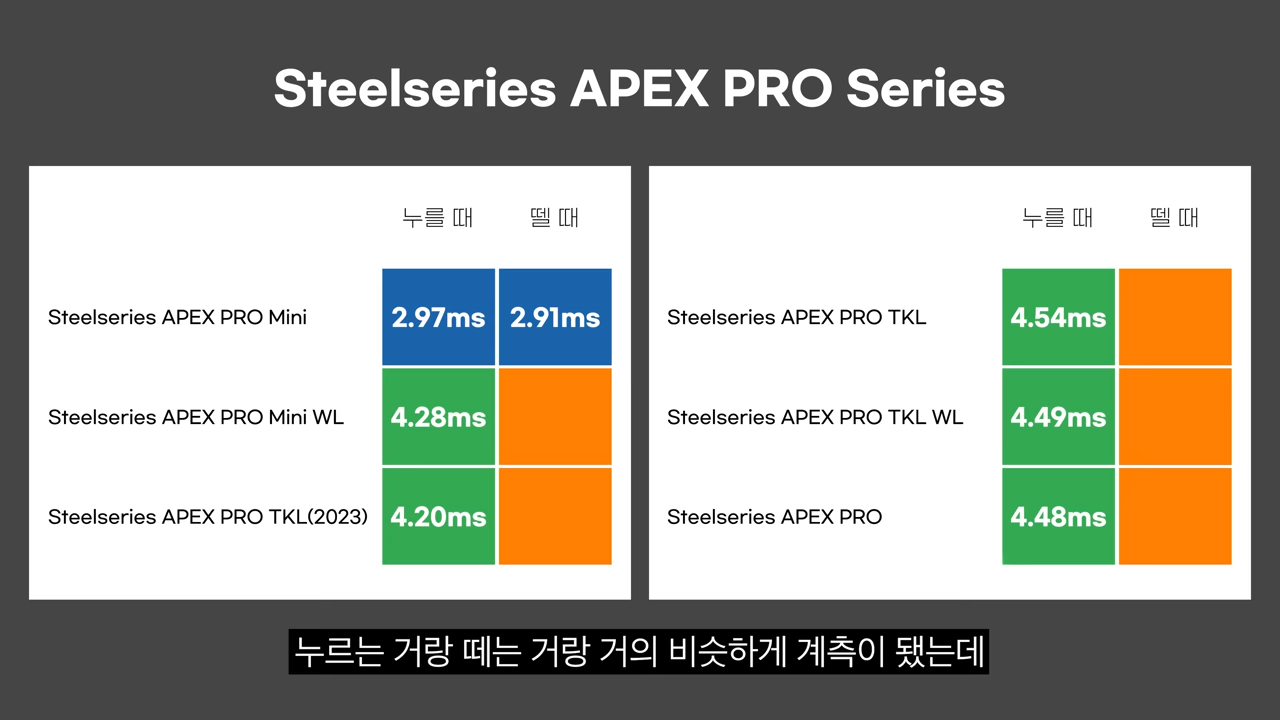 Steelseries APEX PRO Series
누를 때 뗄 때
Steelseries APEX PRO Mini 2.97ms 2.91ms
Steelseries APEX PRO Mini WL 4.28ms
Steelseries APEX PRO TKL(2023) 4.20ms
누를 때 뗄 때
Steelseries APEX PRO TKL 4.54ms
Steelseries APEX PRO TKL WL 4.49ms
Steelseries APEX PRO 4.48ms
누르는 거랑 떼는 거랑 거의 비슷하게 계측이 됐는데